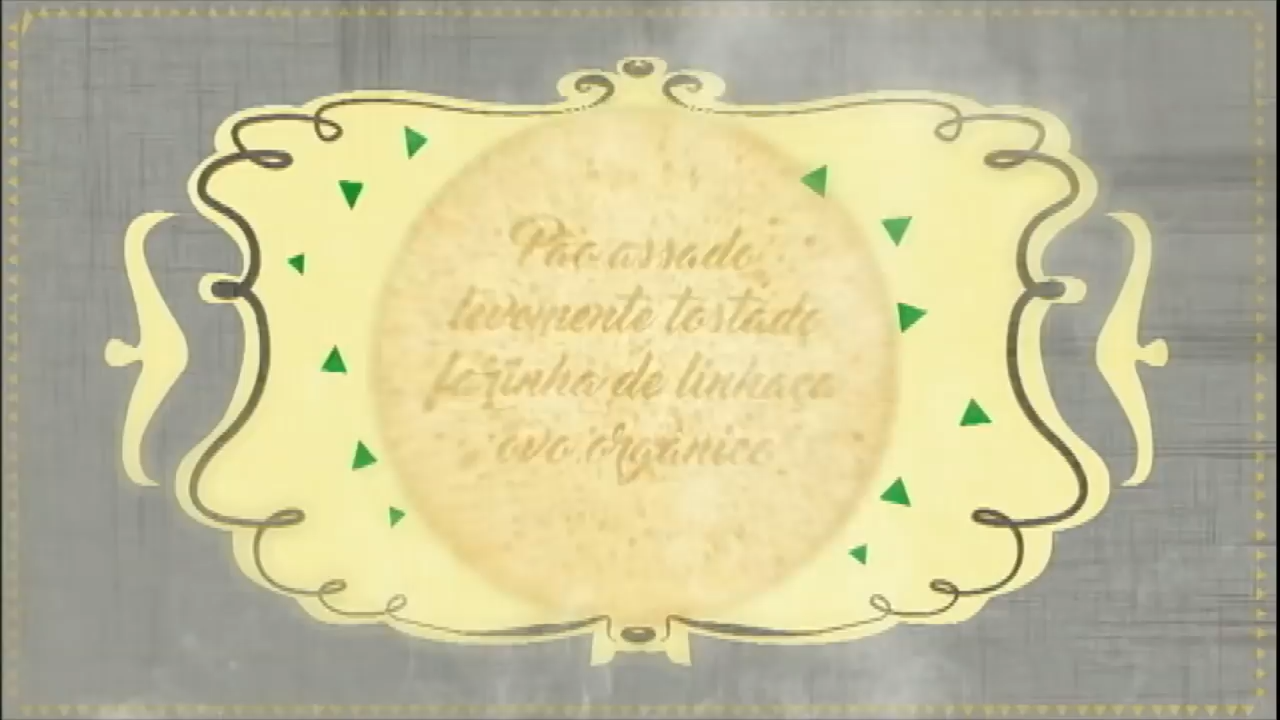 Pão assado
levemente tostado
farinha de linhaça
ovo orgânico